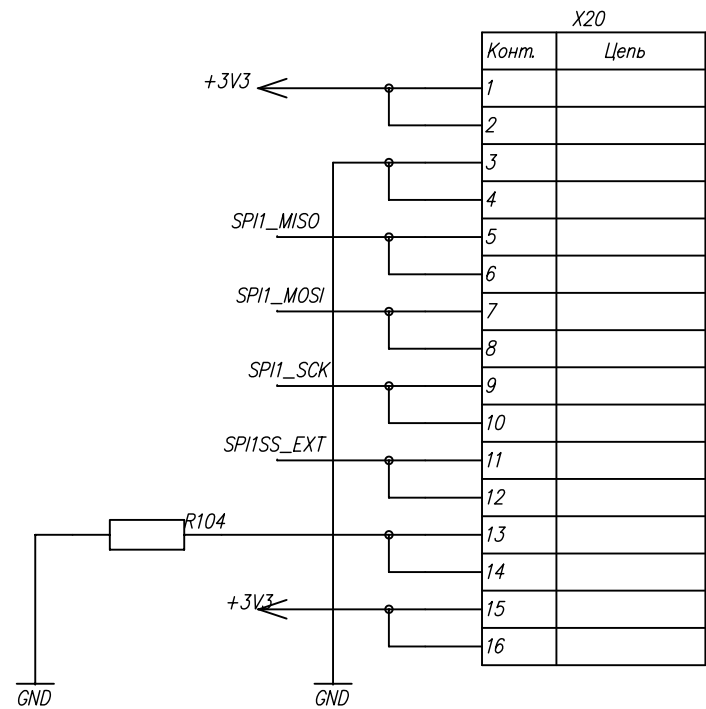 X20
Конт. Цепь
+3V3 1
2
3
4
SPI1_MISO 5
6
SPI1_MOSI 7
8
SPI1_SCK 9
10
SPI1SS_EXT 11
12
R104 13
14
+3V3 15
16
GND GND